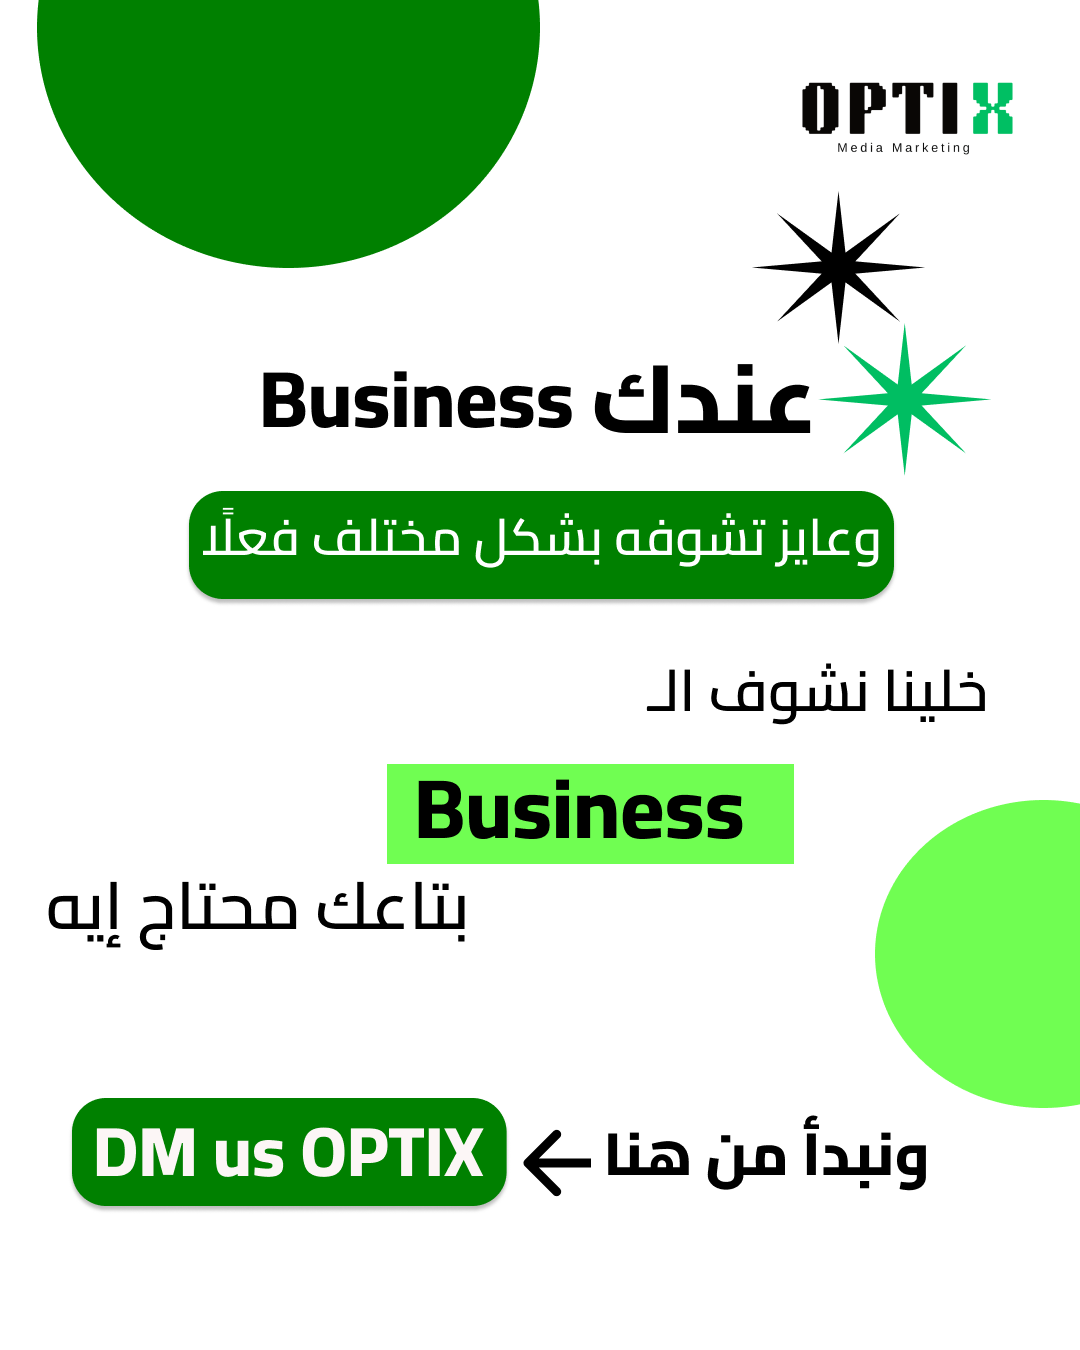 OPTIX
Media Marketing
عندك Business
وعايز تشوفه بشكل مختلف فعلًا
خلينا نشوف الـ
Business
بتاعك محتاج إيه
ونبدأ من هنا
DM us OPTIX